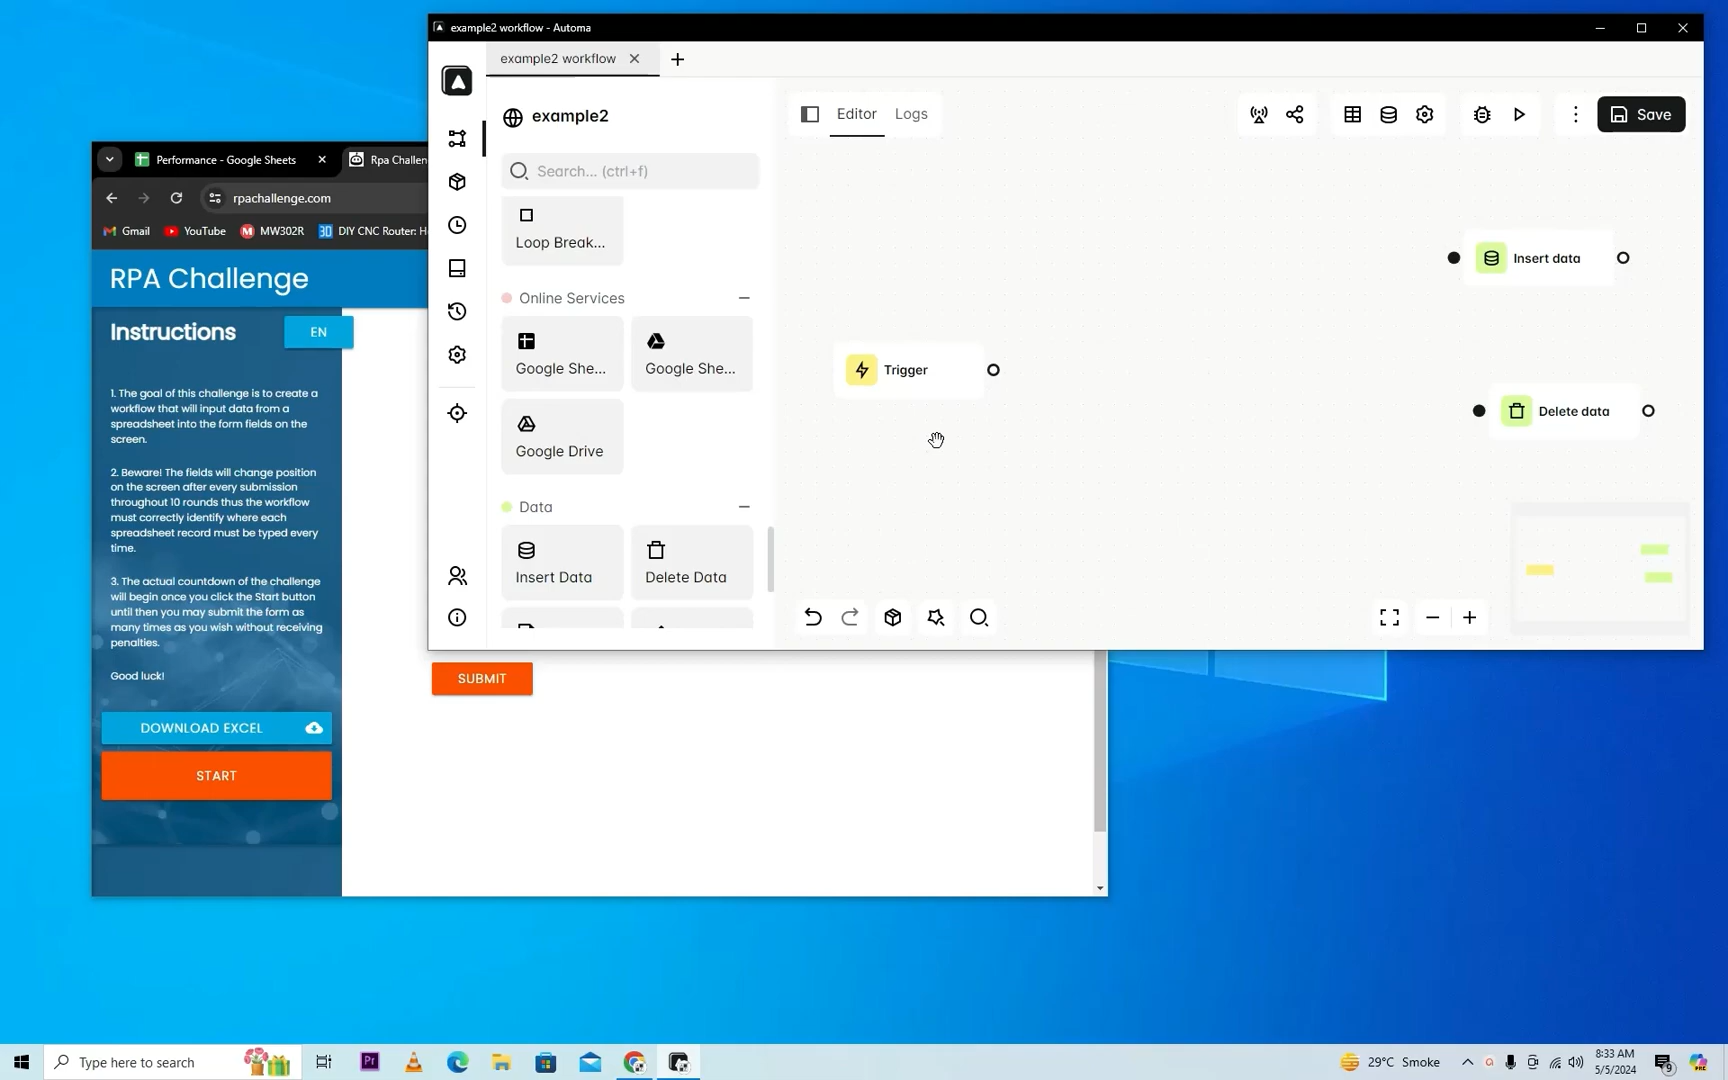 example2 workflow - Automa
example2 workflow
example2
Editor
Logs
Save
Search... (ctrl+f)
Loop Break...
Online Services
Google She...
Google She...
Google Drive
Data
Insert Data
Delete Data
Trigger
Insert data
Delete data
Performance - Google Sheets
Rpa Challen
rpachallenge.com
Gmail
YouTube
MW302R
DIY CNC Router: H
RPA Challenge
Instructions
EN
1. The goal of this challenge is to create a
workflow that will input data from a
spreadsheet into the form fields on the
screen.
2. Beware! The fields will change position
on the screen after every submission
throughout 10 rounds thus the workflow
must correctly identify where each
spreadsheet record must be typed every
time.
3. The actual countdown of the challenge
will begin once you click the Start button
until then you may submit the form as
many times as you wish without receiving
penalties.
Good luck!
DOWNLOAD EXCEL
START
SUBMIT
Type here to search
Pr
29°C Smoke
8:33 AM
5/5/2024
9